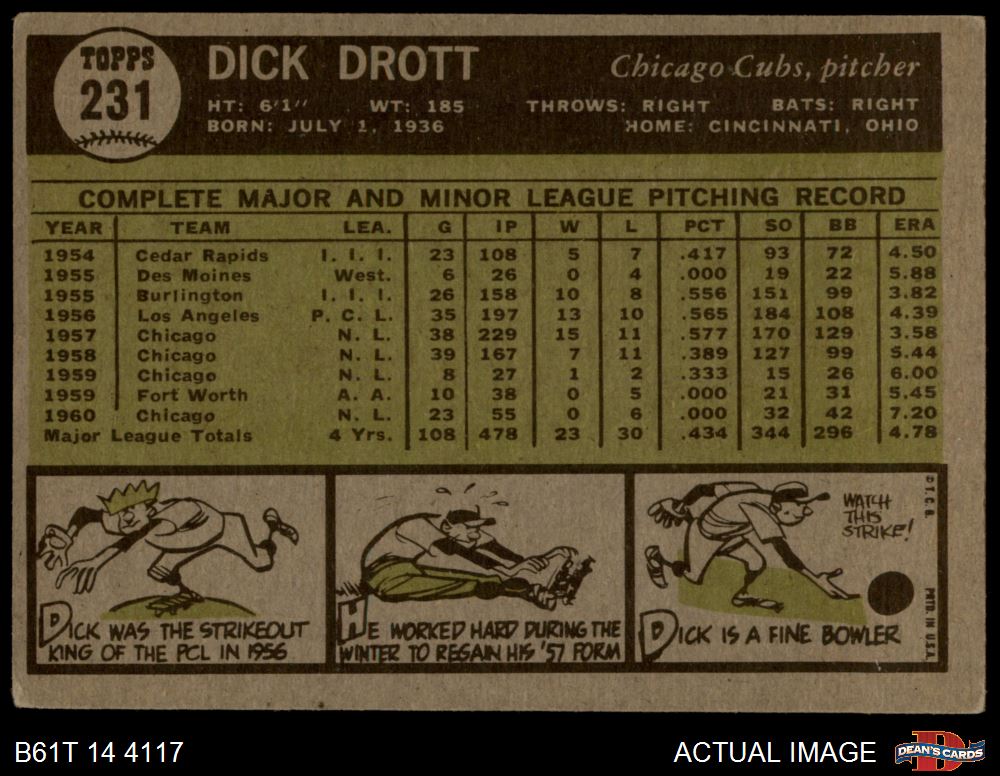 TOPPS
231
DICK DROTT
Chicago Cubs, pitcher
HT: 6'1" WT: 185 THROWS: RIGHT BATS: RIGHT
BORN: JULY 1, 1936 HOME: CINCINNATI, OHIO
COMPLETE MAJOR AND MINOR LEAGUE PITCHING RECORD
YEAR TEAM LEA. G IP W L PCT SO BB ERA
1954 Cedar Rapids I. I. I. 23 108 5 7 .417 93 72 4.50
1955 Des Moines West. 6 26 0 4 .000 19 22 5.88
1955 Burlington I. I. I. 26 158 10 8 .556 151 99 3.82
1956 Los Angeles P. C. L. 35 197 13 10 .565 184 108 4.39
1957 Chicago N. L. 38 229 15 11 .577 170 129 3.58
1958 Chicago N. L. 39 167 7 11 .389 127 99 5.44
1959 Chicago N. L. 8 27 1 2 .333 15 26 6.00
1959 Fort Worth A. A. 10 38 0 5 .000 21 31 5.45
1960 Chicago N. L. 23 55 0 6 .000 32 42 7.20
Major League Totals 4 Yrs. 108 478 23 30 .434 344 296 4.78
DICK WAS THE STRIKEOUT
KING OF THE PCL IN 1956
HE WORKED HARD DURING THE
WINTER TO REGAIN HIS '57 FORM
WATCH
THIS
STRIKE!
DICK IS A FINE BOWLER
© T. C. G.
PRTD. IN U.S.A.
B61T 14 4117
ACTUAL IMAGE
DEAN'S CARDS